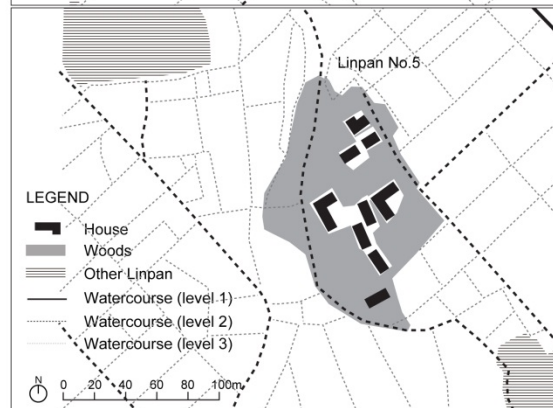 Linpan No.5
LEGEND
House
Woods
Other Linpan
Watercourse (level 1)
Watercourse (level 2)
Watercourse (level 3)
N
0 20 40 60 80 100m